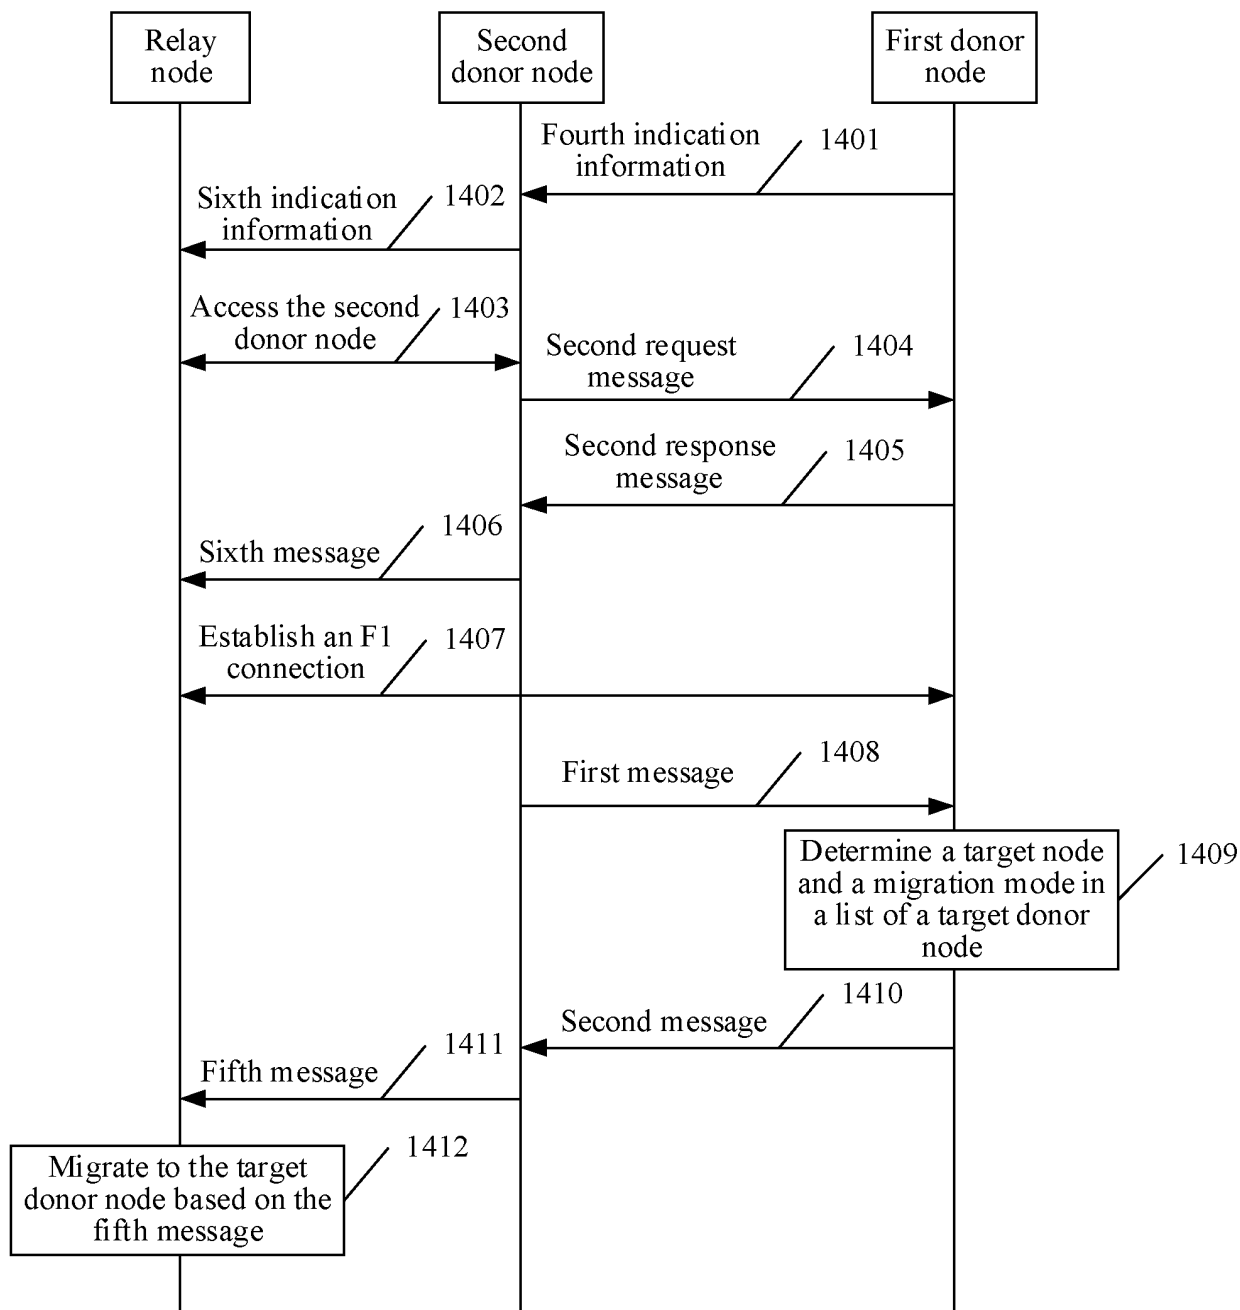 Relay
node
Second
donor node
First donor
node
Fourth indication
information
1401
Sixth indication
information
1402
Access the second
donor node
1403
Second request
message
1404
Second response
message
1405
Sixth message
1406
Establish an F1
connection
1407
First message
1408
Determine a target node
and a migration mode in
a list of a target donor
node
1409
Second message
1410
Fifth message
1411
Migrate to the target
donor node based on the
fifth message
1412